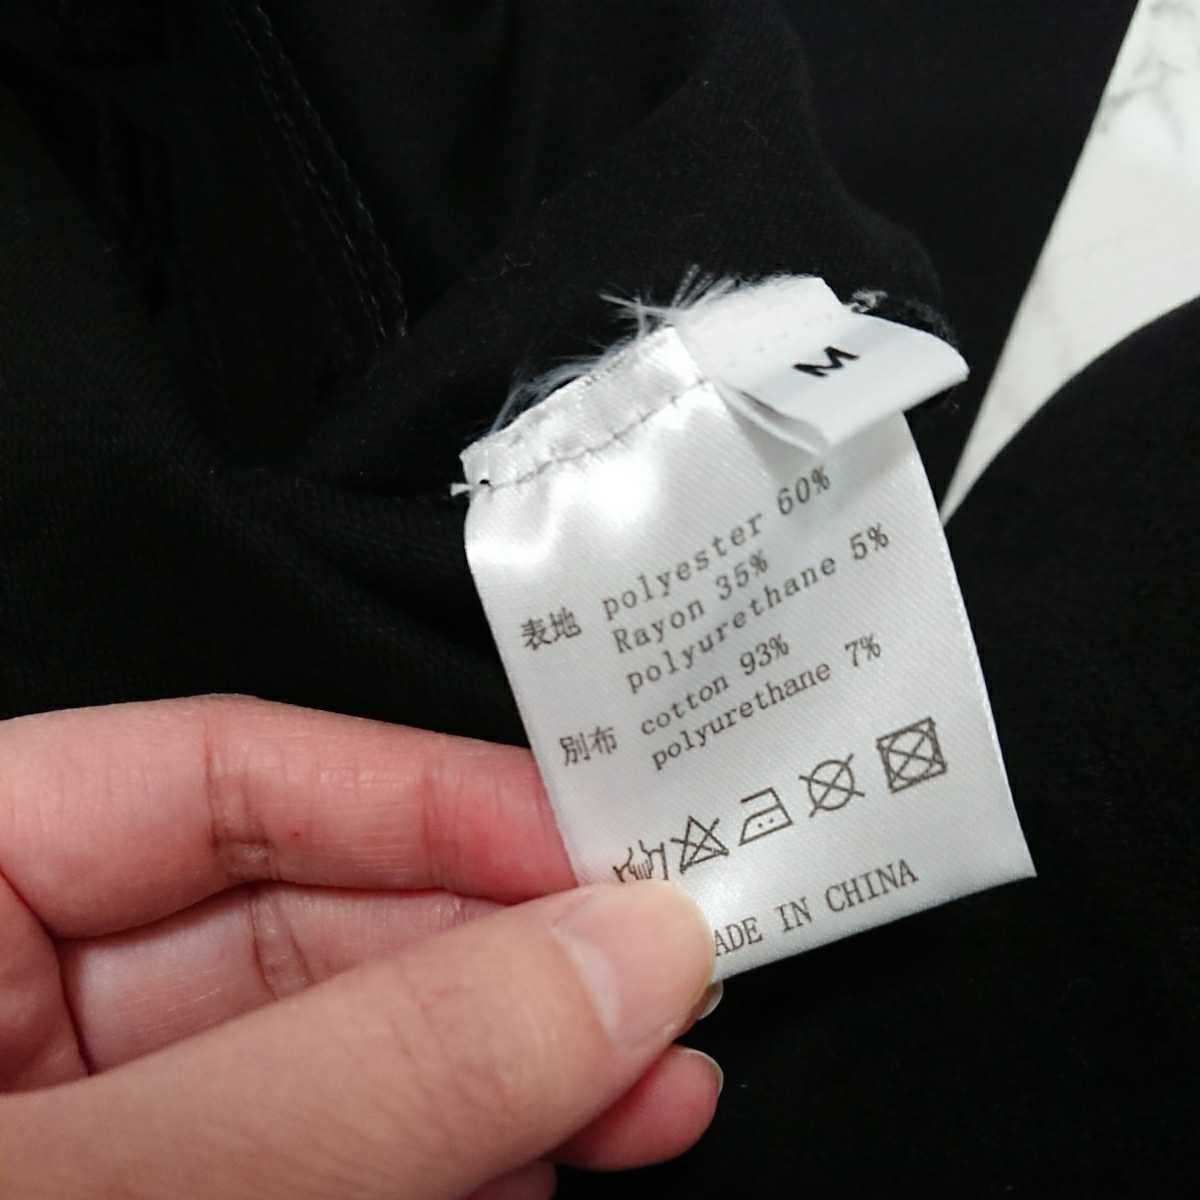 M
表地 polyester 60%
Rayon 35%
polyurethane 5%
別布 cotton 93%
polyurethane 7%
ADE IN CHINA